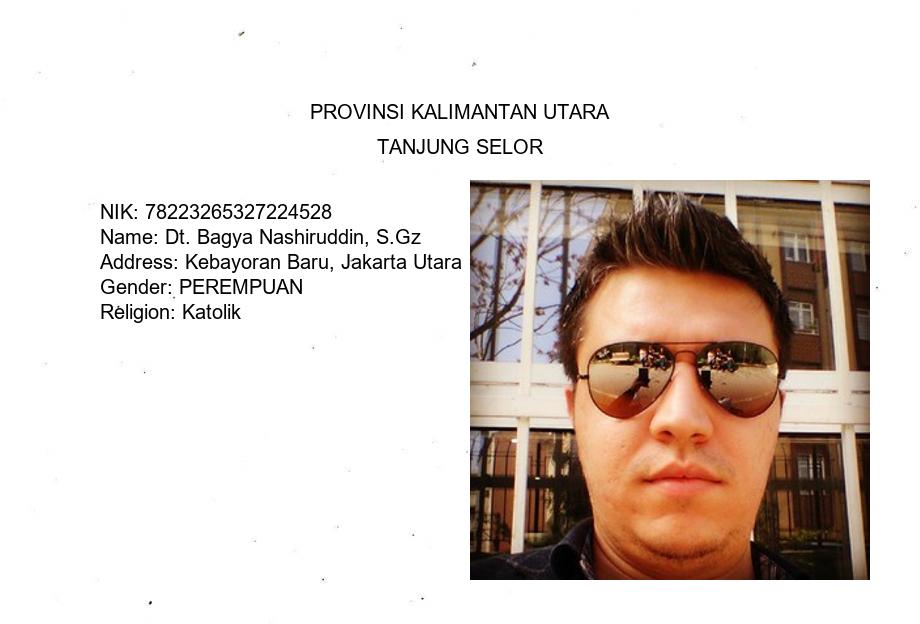 PROVINSI KALIMANTAN UTARA
TANJUNG SELOR
NIK: 78223265327224528
Name: Dt. Bagya Nashiruddin, S.Gz
Address: Kebayoran Baru, Jakarta Utara
Gender: PEREMPUAN
Religion: Katolik